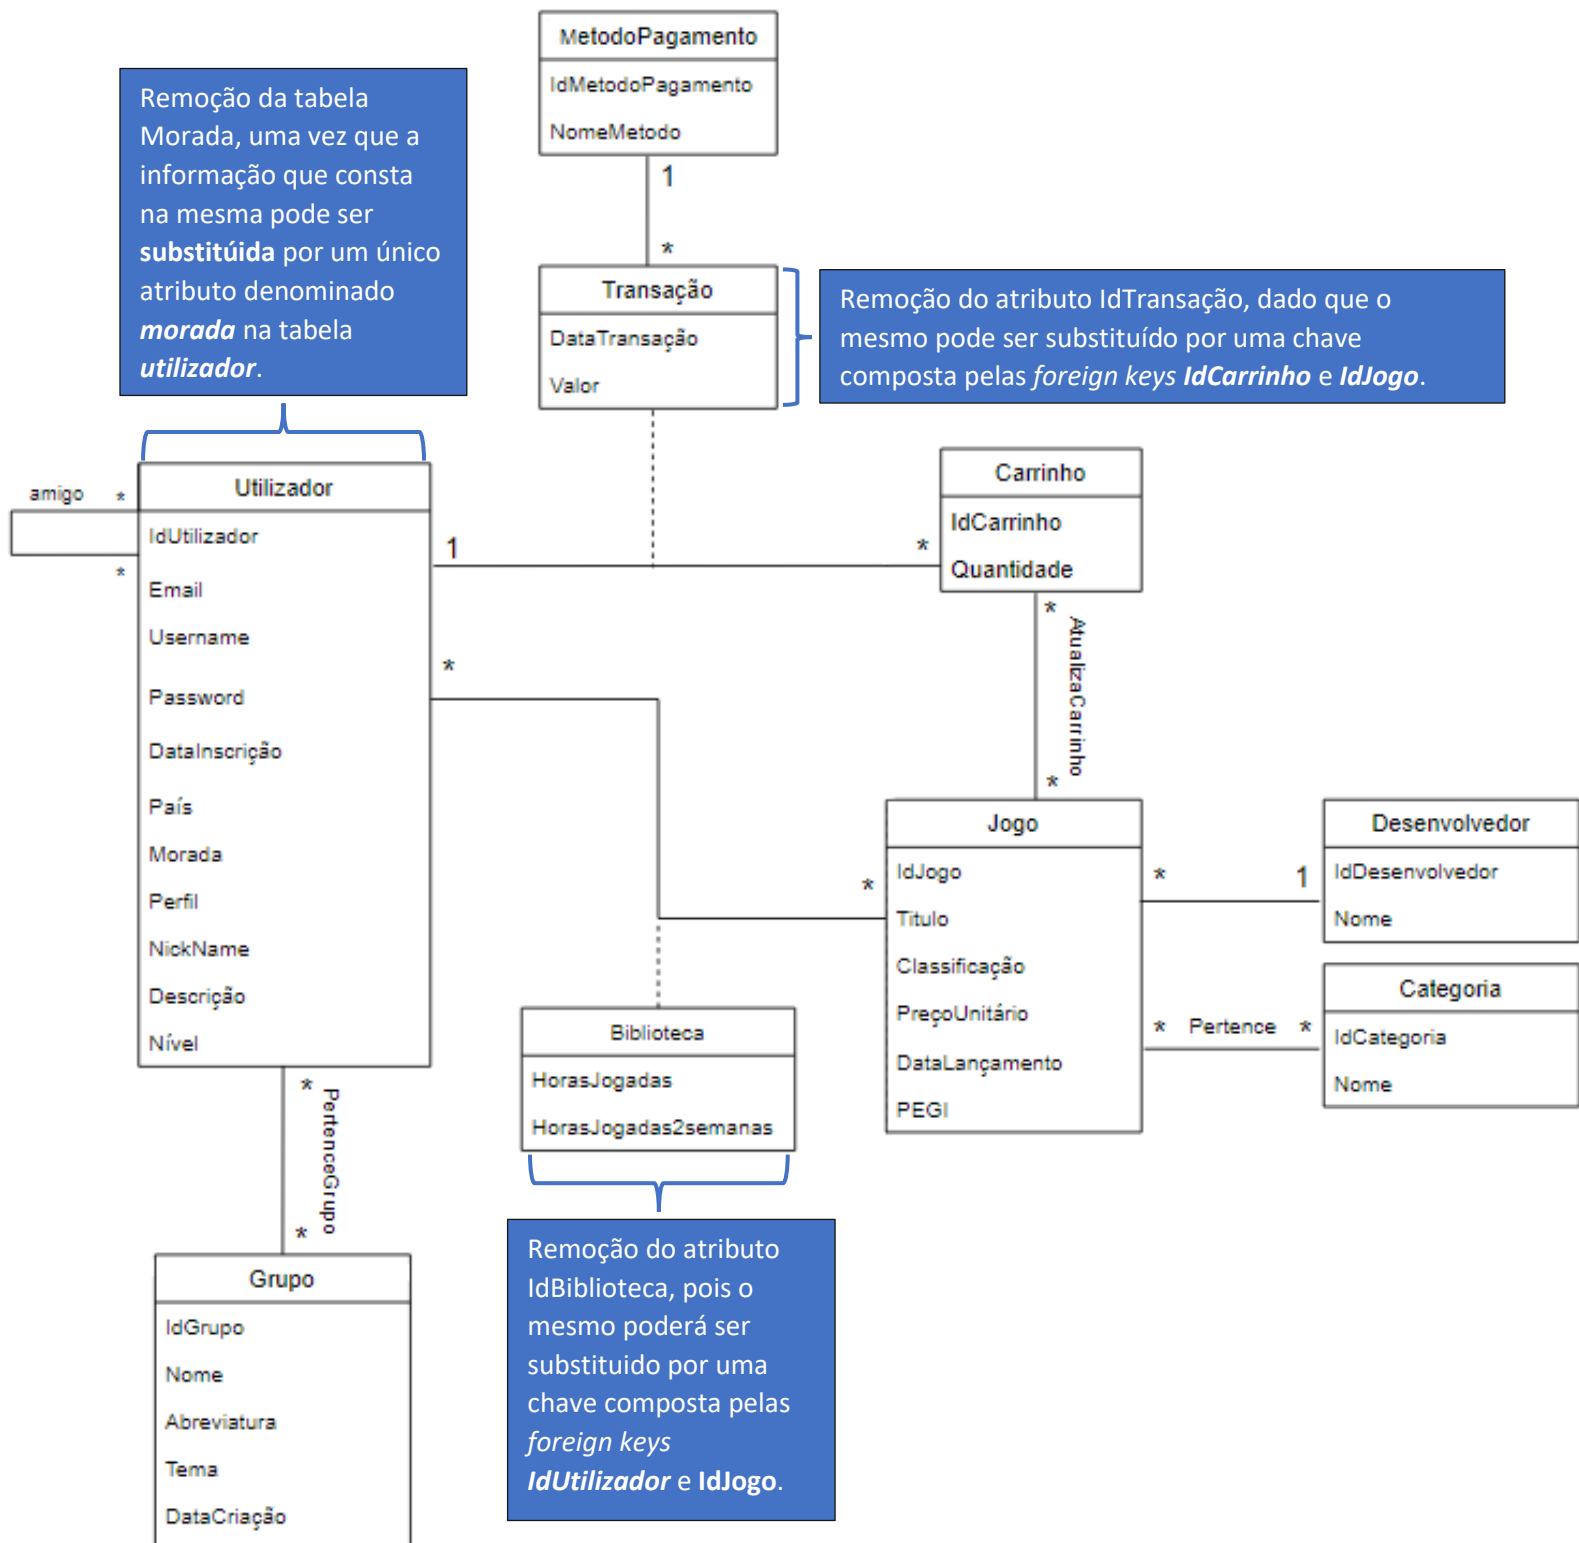 MetodoPagamento
IdMetodoPagamento
NomeMetodo
1
*
Remoção da tabela
Morada, uma vez que a
informação que consta
na mesma pode ser
substitúida por um único
atributo denominado
morada na tabela
utilizador.
Transação
DataTransação
Valor
Remoção do atributo IdTransação, dado que o
mesmo pode ser substituído por uma chave
composta pelas foreign keys IdCarrinho e IdJogo.
amigo
*
*
Utilizador
IdUtilizador
Email
Username
Password
DataInscrição
País
Morada
Perfil
NickName
Descrição
Nível
1
*
Carrinho
IdCarrinho
Quantidade
*
AtualizaCarrinho
*
*
*
Jogo
IdJogo
Titulo
Classificação
PreçoUnitário
DataLançamento
PEGI
*
1
Desenvolvedor
IdDesenvolvedor
Nome
* Pertence *
Categoria
IdCategoria
Nome
Biblioteca
HorasJogadas
HorasJogadas2semanas
Remoção do atributo
IdBiblioteca, pois o
mesmo poderá ser
substituido por uma
chave composta pelas
foreign keys
IdUtilizador e IdJogo.
*
PertenceGrupo
*
Grupo
IdGrupo
Nome
Abreviatura
Tema
DataCriação